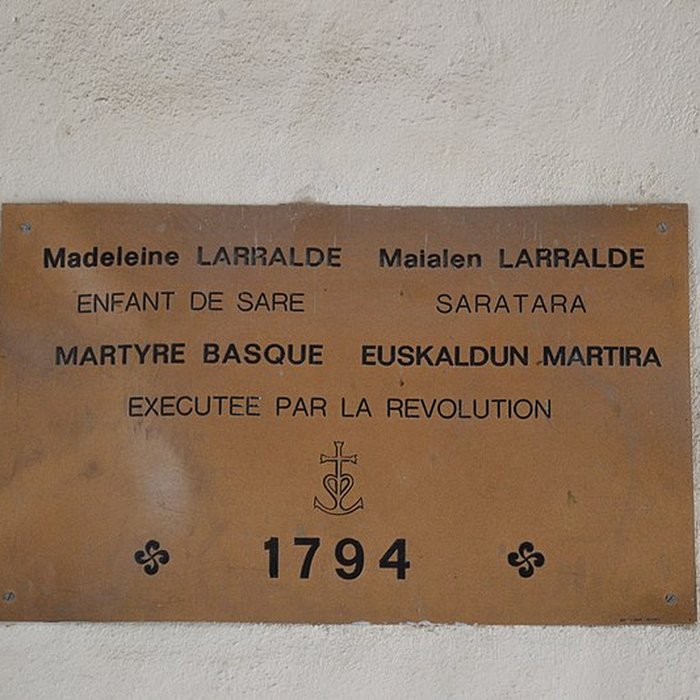 Madeleine LARRALDE Maialen LARRALDE
ENFANT DE SARE SARATARA
MARTYRE BASQUE EUSKALDUN MARTIRA
EXECUTEE PAR LA REVOLUTION
1794